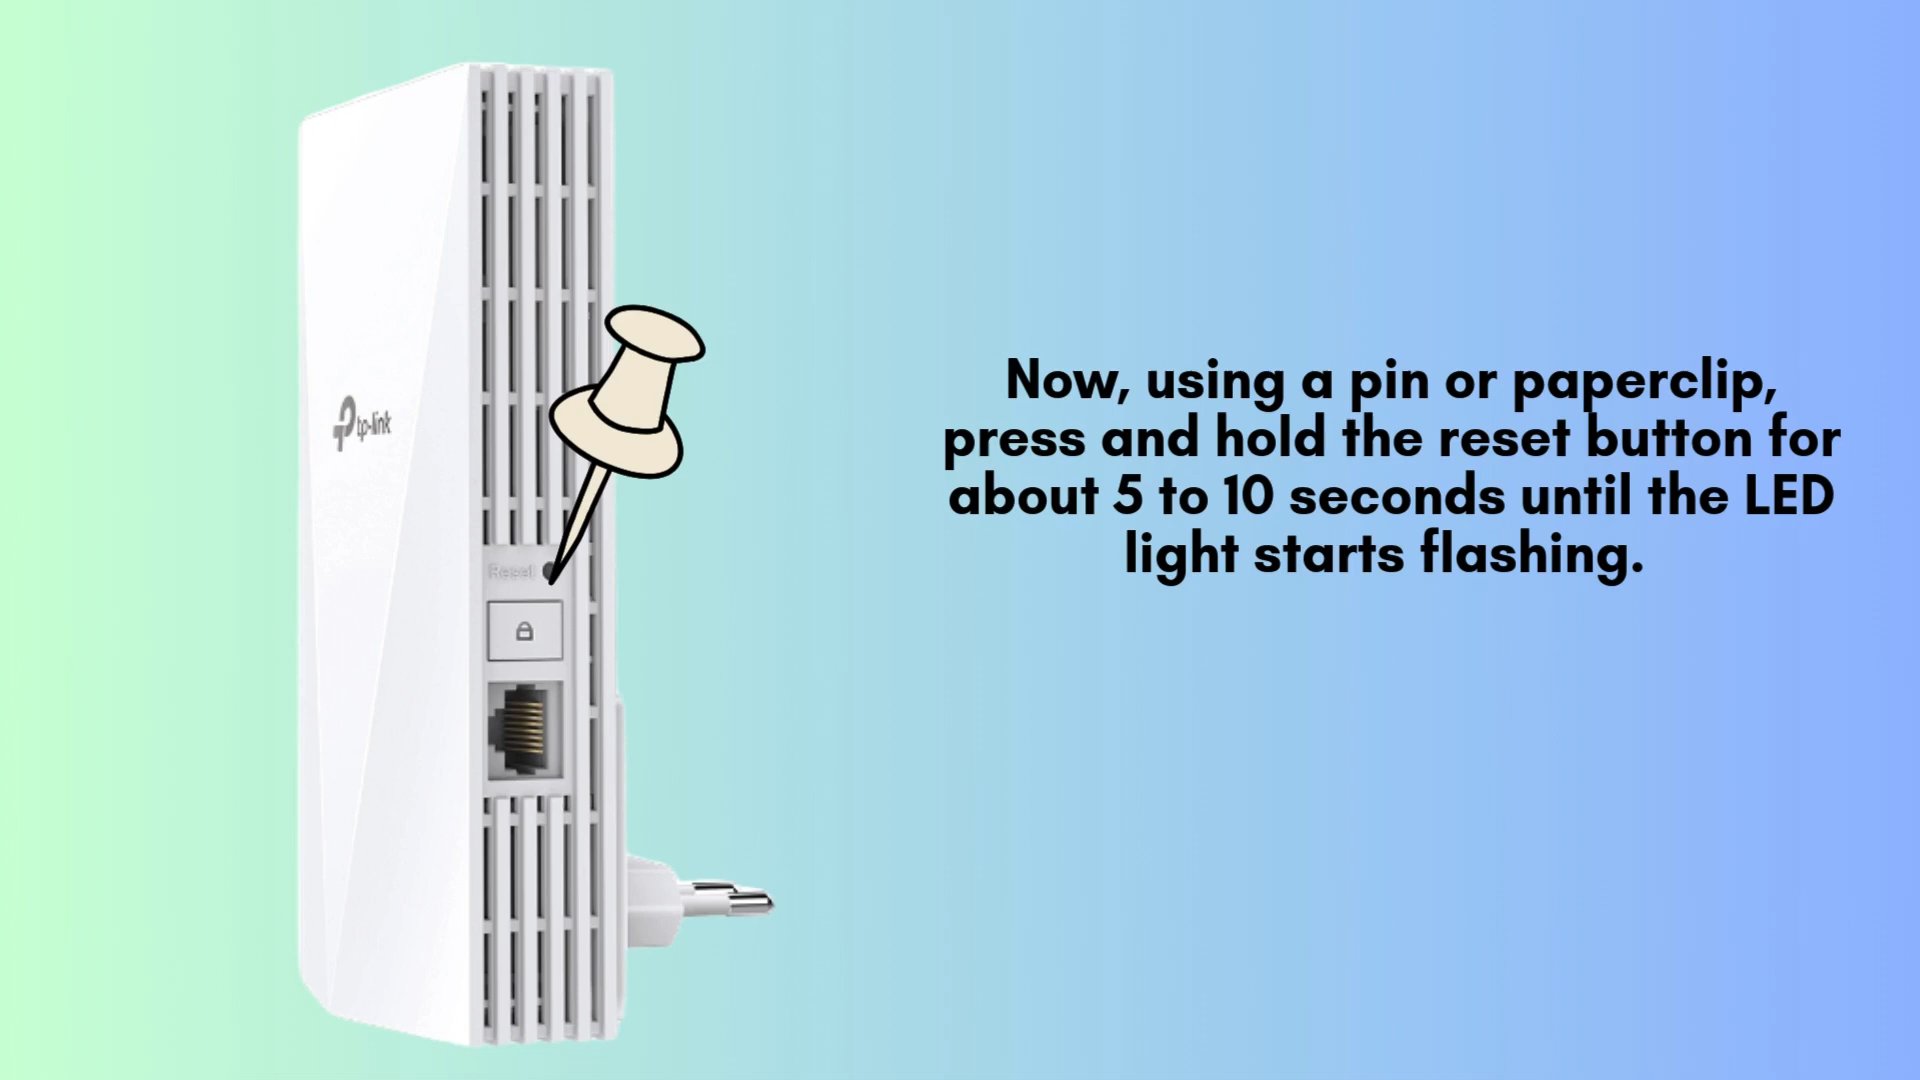 tp-link
Reset
Now, using a pin or paperclip,
press and hold the reset button for
about 5 to 10 seconds until the LED
light starts flashing.